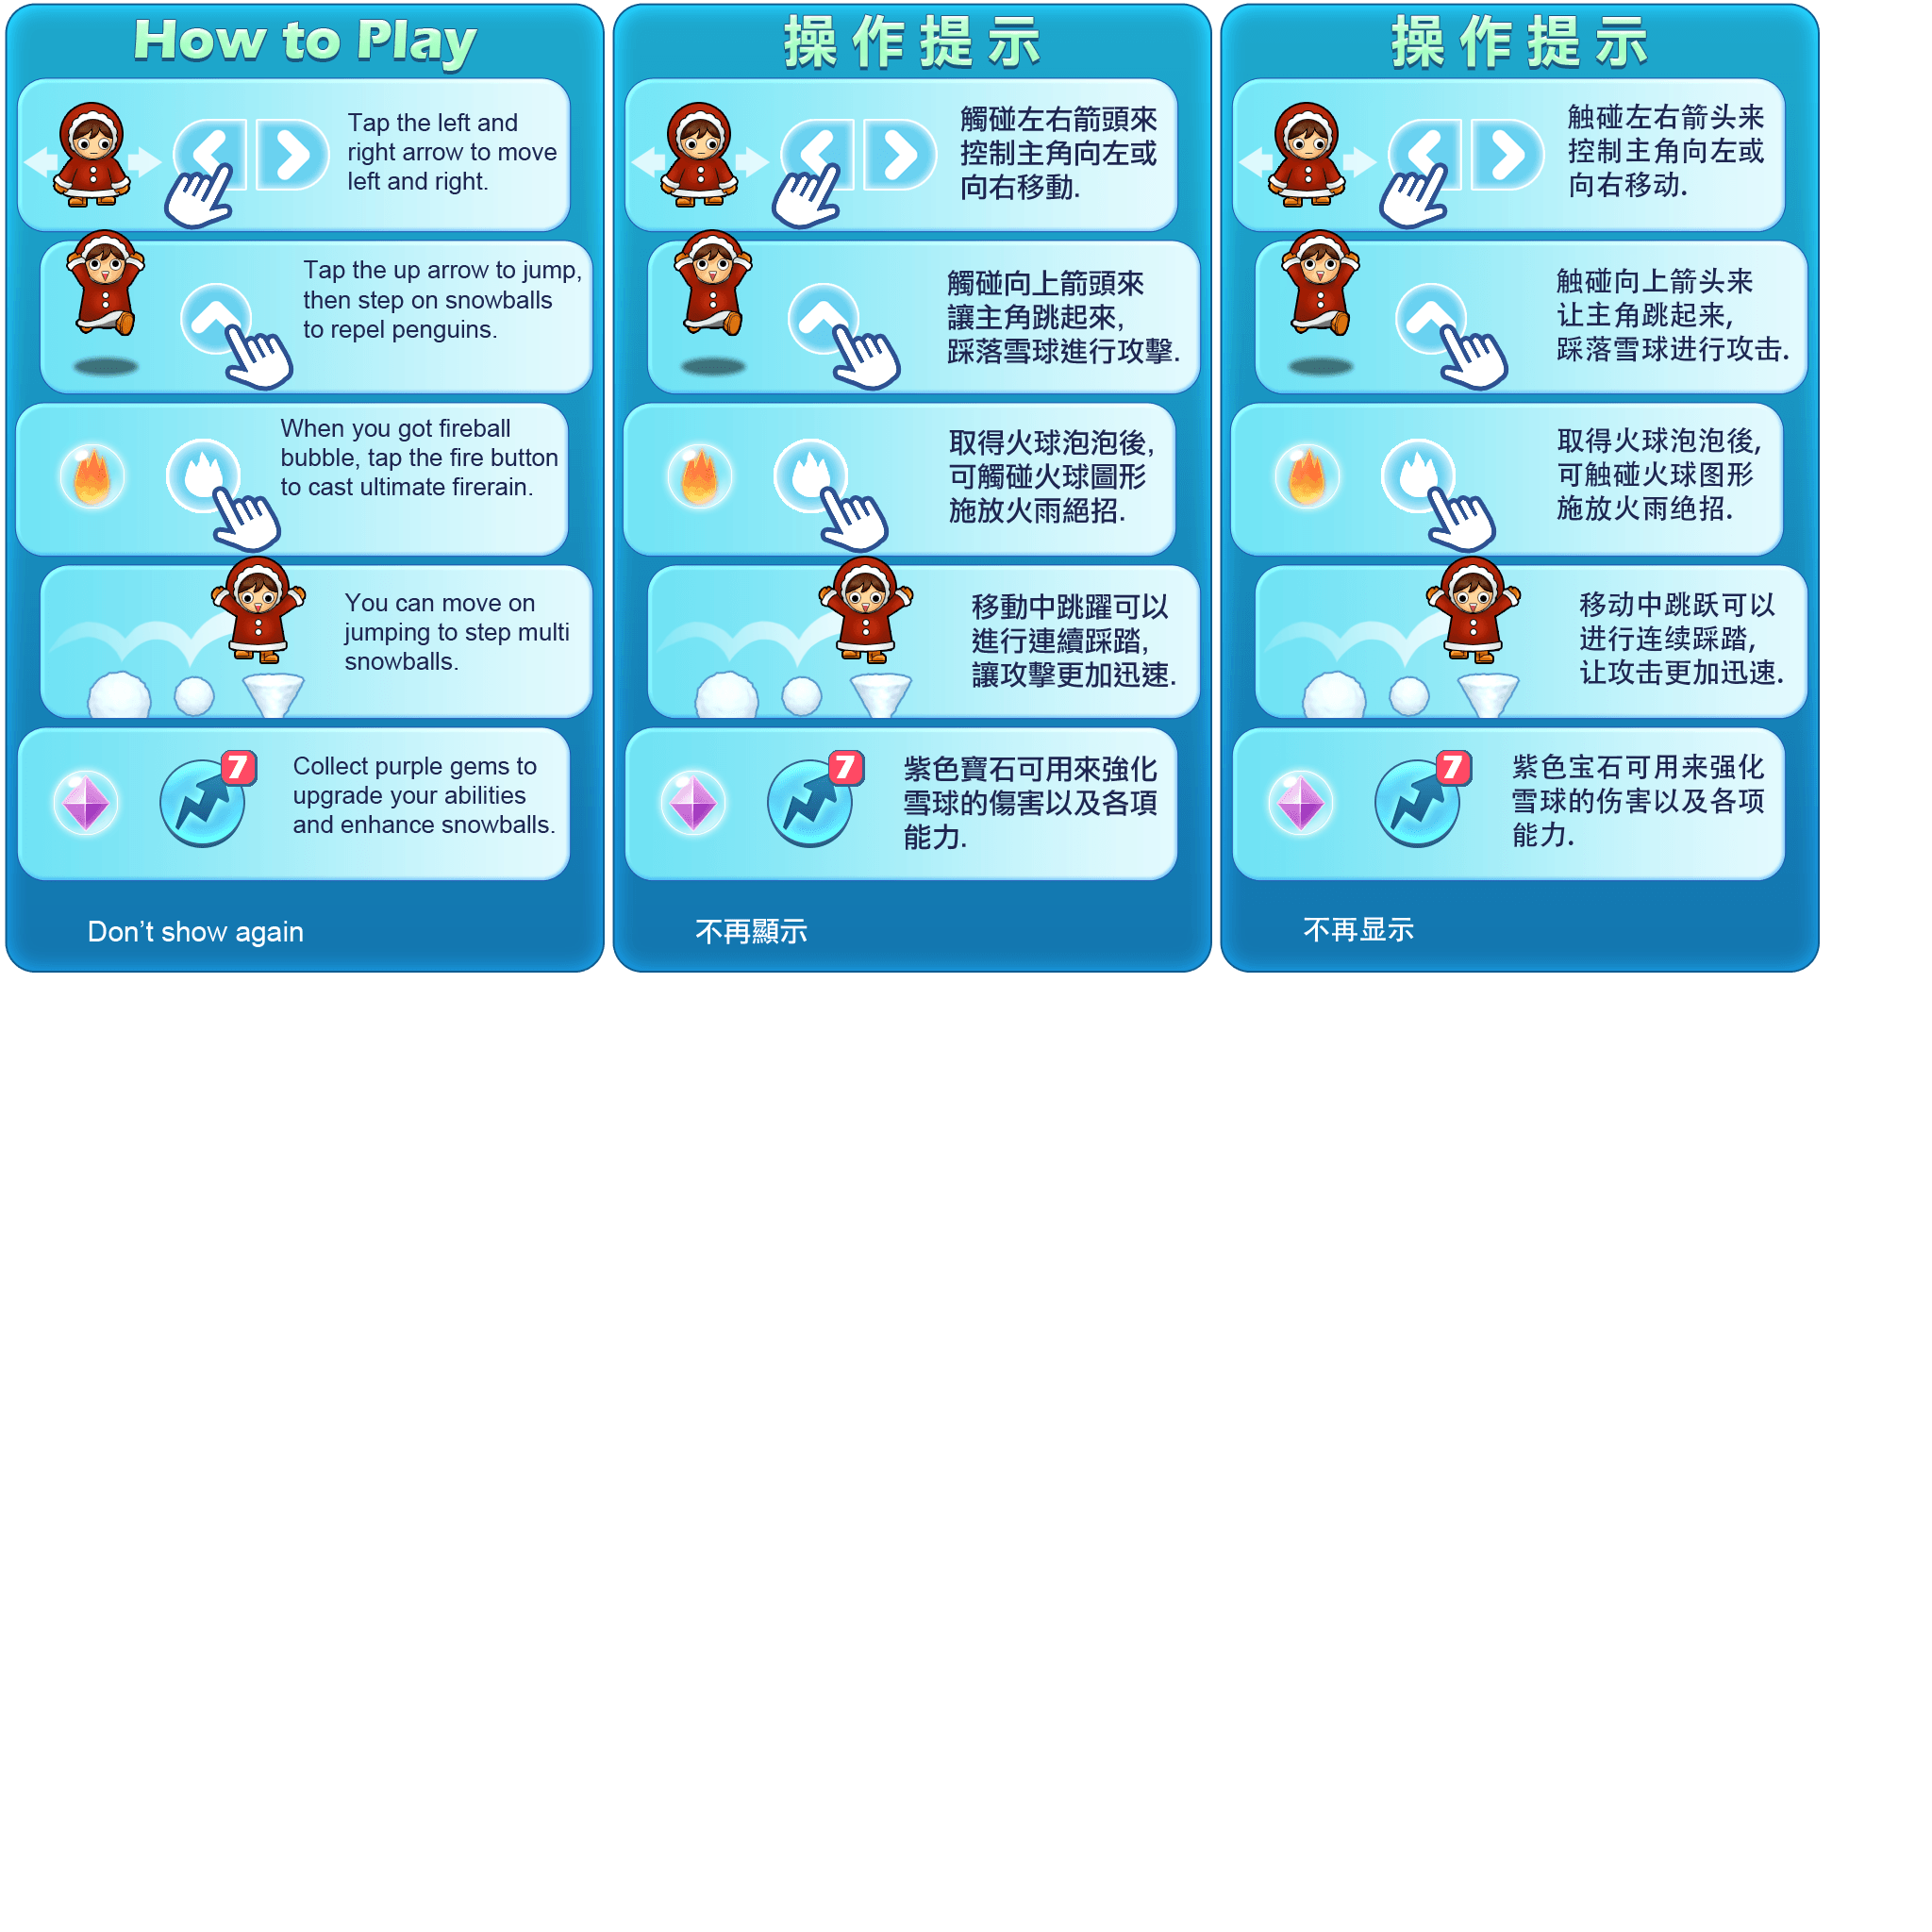 How to Play
Tap the left and
right arrow to move
left and right.
Tap the up arrow to jump,
then step on snowballs
to repel penguins.
When you got fireball
bubble, tap the fire button
to cast ultimate firerain.
You can move on
jumping to step multi
snowballs.
7
Collect purple gems to
upgrade your abilities
and enhance snowballs.
Don't show again
操作提示
觸碰左右箭頭來
控制主角向左或
向右移動.
觸碰向上箭頭來
讓主角跳起來,
踩落雪球進行攻擊.
取得火球泡泡後,
可觸碰火球圖形
施放火雨絕招.
移動中跳躍可以
進行連續踩踏,
讓攻擊更加迅速.
7
紫色寶石可用來強化
雪球的傷害以及各項
能力.
不再顯示
操作提示
触碰左右箭头来
控制主角向左或
向右移动.
触碰向上箭头来
让主角跳起来,
踩落雪球进行攻击.
取得火球泡泡後,
可触碰火球图形
施放火雨绝招.
移动中跳跃可以
进行连续踩踏,
让攻击更加迅速.
7
紫色宝石可用来强化
雪球的伤害以及各项
能力.
不再显示